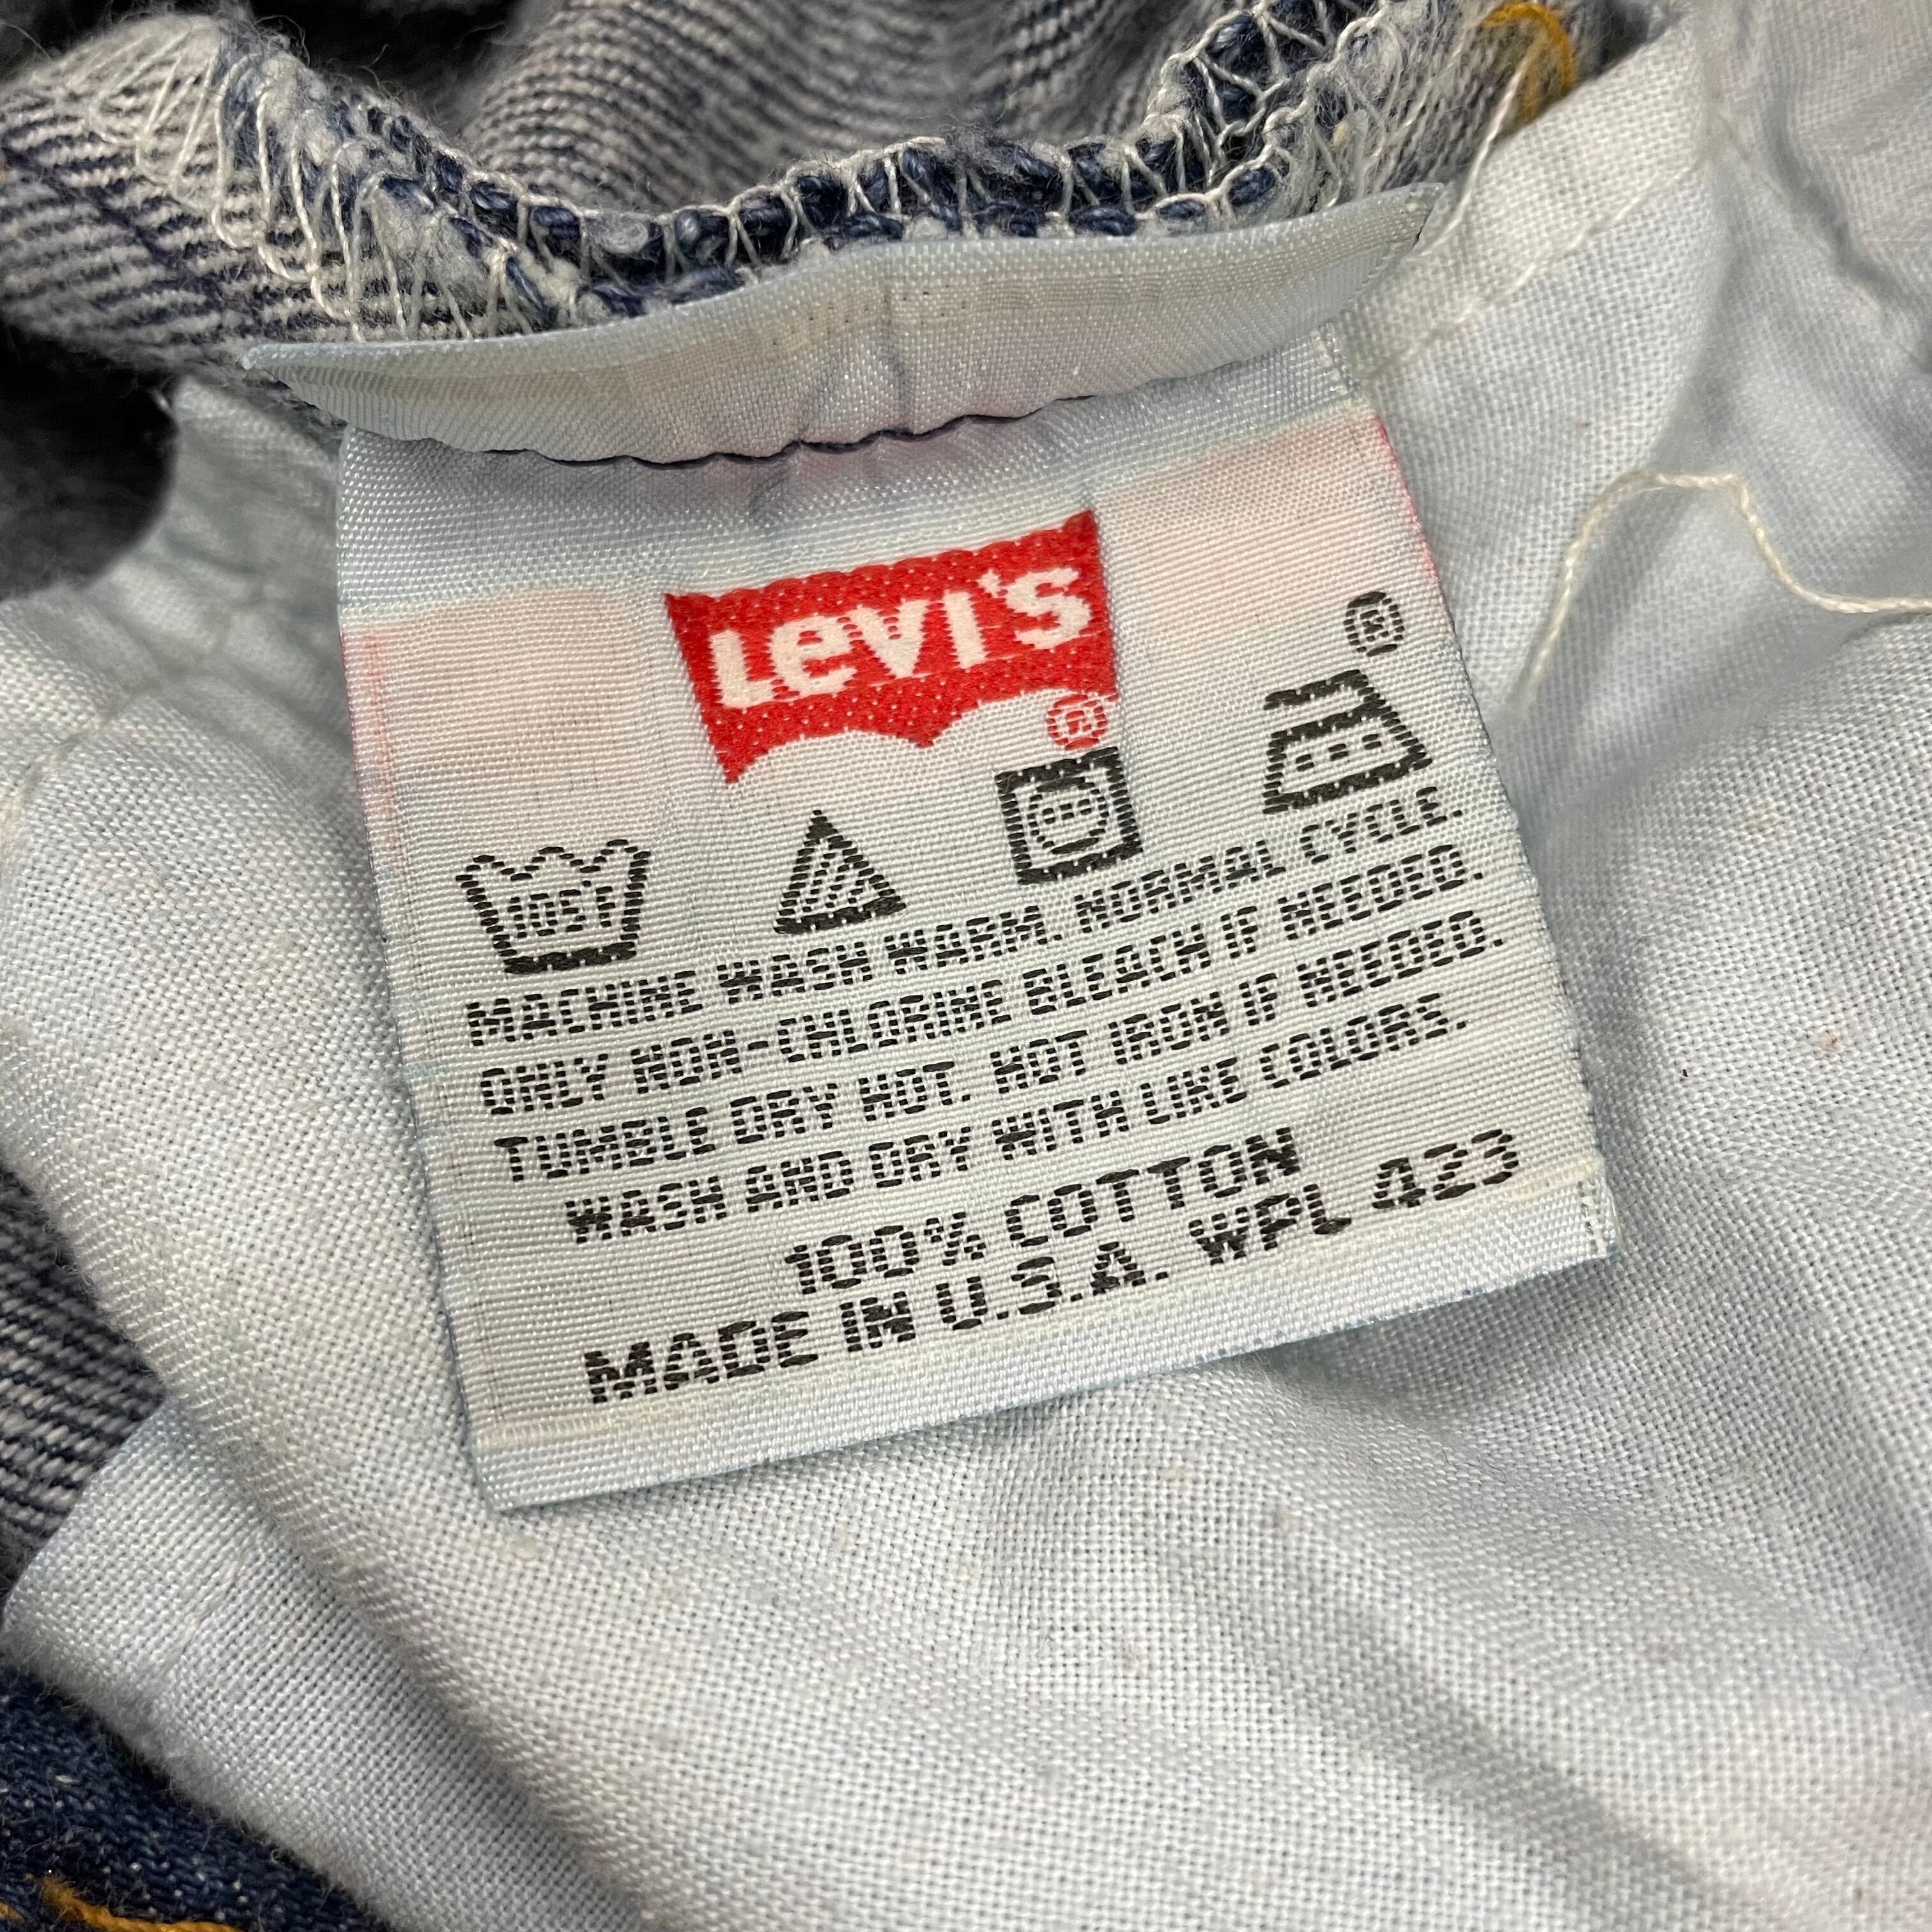 Levi's
®
®
105°F
MACHINE WASH WARM. NORMAL CYCLE.
ONLY NON-CHLORINE BLEACH IF NEEDED.
TUMBLE DRY HOT. HOT IRON IF NEEDED.
WASH AND DRY WITH LIKE COLORS.
100% COTTON
MADE IN U.S.A. WPL 423